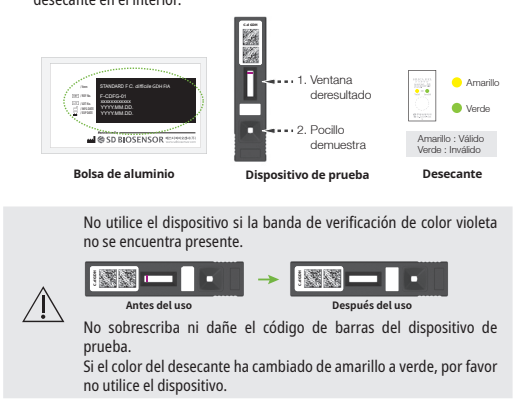 desecante en el interior.
STANDARD F C. difficile GDH FIA
F-CDFG-01
XXXXXXXXXXX
YYYY.MM.DD.
YYYY.MM.DD.
SD BIOSENSOR
1. Ventana
deresultado
2. Pocillo
demuestra
Amarillo
Verde
Amarillo : Válido
Verde : Inválido
Bolsa de aluminio
Dispositivo de prueba
Desecante
No utilice el dispositivo si la banda de verificación de color violeta
no se encuentra presente.
Antes del uso
Después del uso
No sobrescriba ni dañe el código de barras del dispositivo de
prueba.
Si el color del desecante ha cambiado de amarillo a verde, por favor
no utilice el dispositivo.